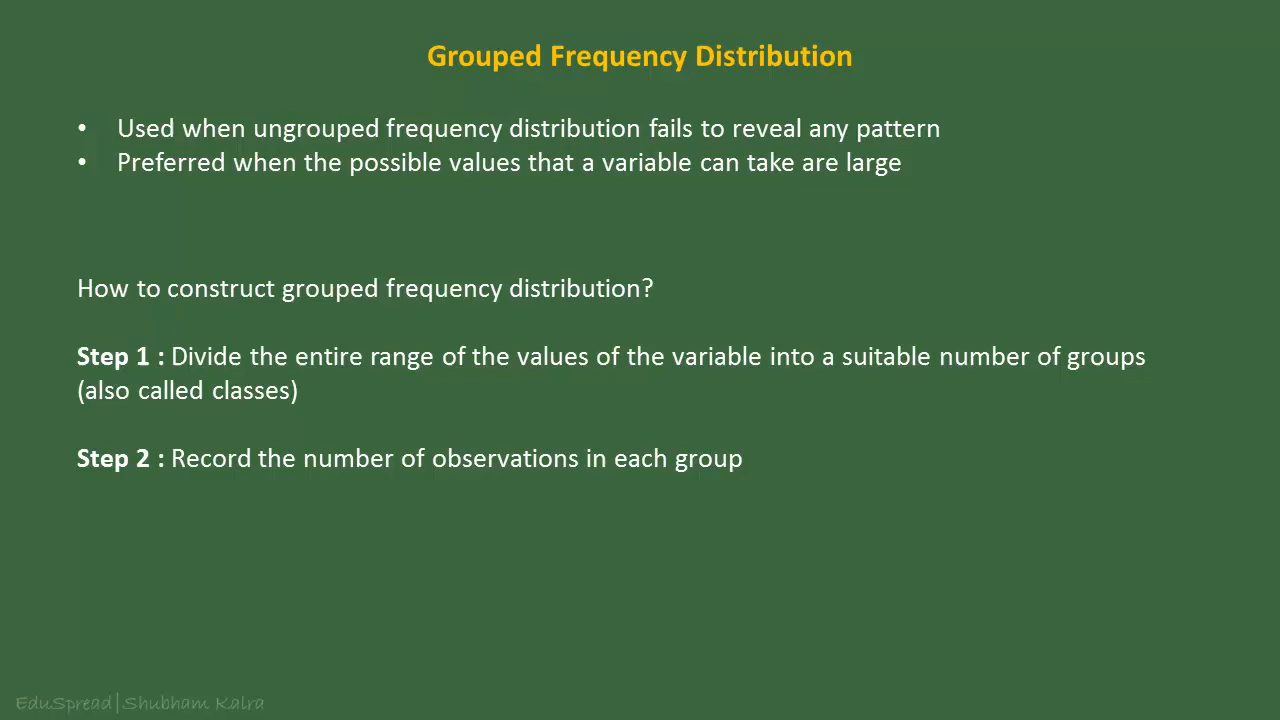 Grouped Frequency Distribution
• Used when ungrouped frequency distribution fails to reveal any pattern
• Preferred when the possible values that a variable can take are large
How to construct grouped frequency distribution?
Step 1 : Divide the entire range of the values of the variable into a suitable number of groups
(also called classes)
Step 2 : Record the number of observations in each group
EduSpread|Shubham Kalra